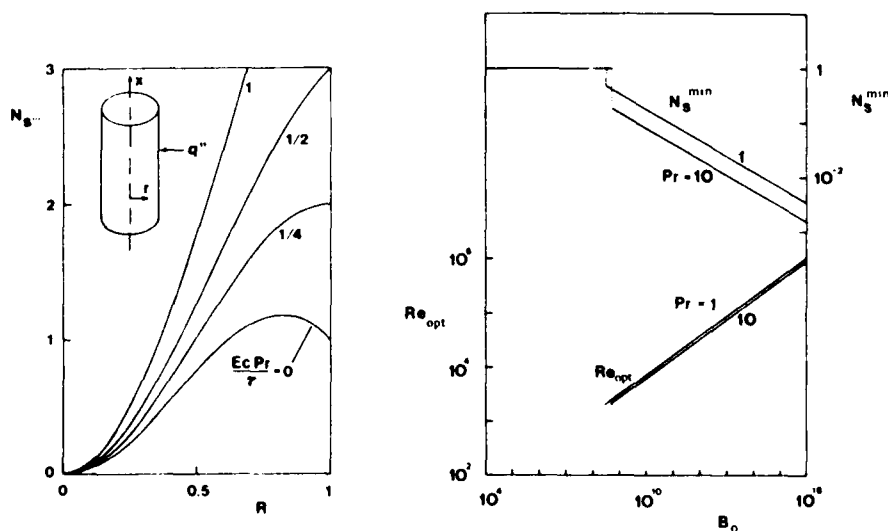 3
N_s
2
1
0
x
q"
r
1
1/2
1/4
Ec Pr/τ = 0
0
0.5
1
R
1
N_s^min
10^-2
N_s^min
1
Pr = 10
10^6
Re_opt
10^4
10^2
Pr = 1
10
Re_opt
10^4
10^10
10^16
B_o